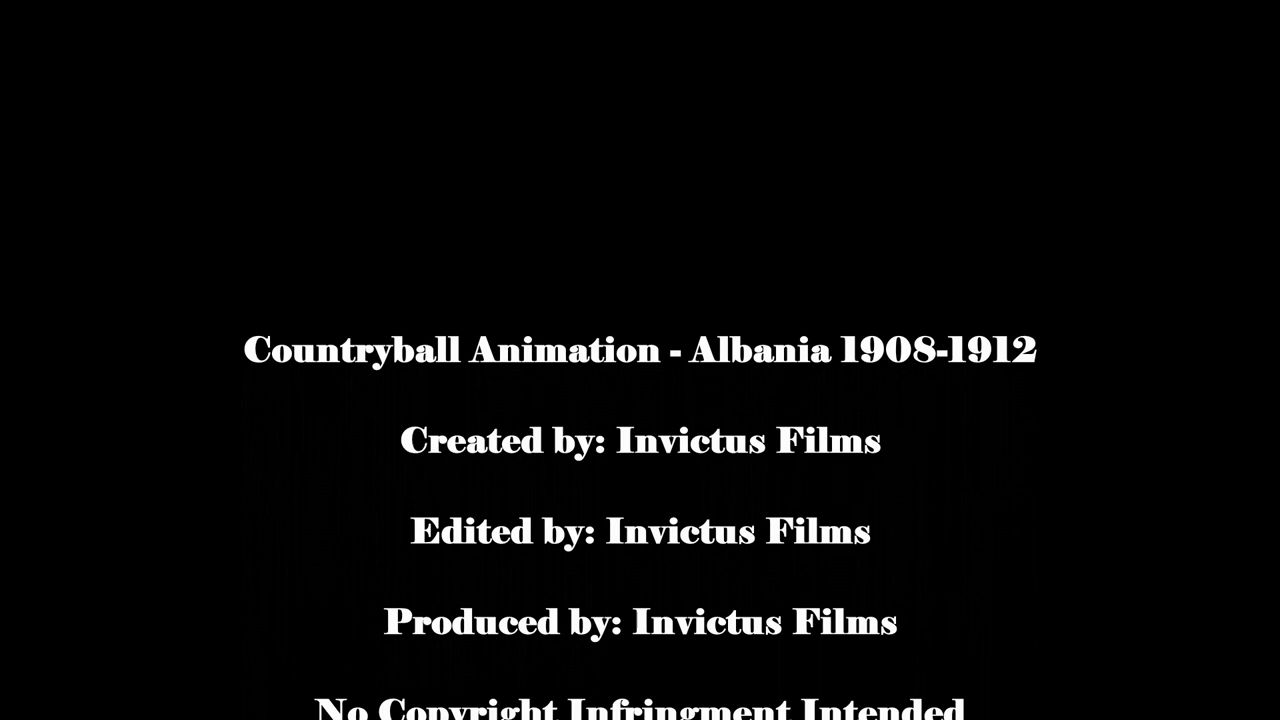 Countryball Animation - Albania 1908-1912
Created by: Invictus Films
Edited by: Invictus Films
Produced by: Invictus Films
No Copyright Infringment Intended